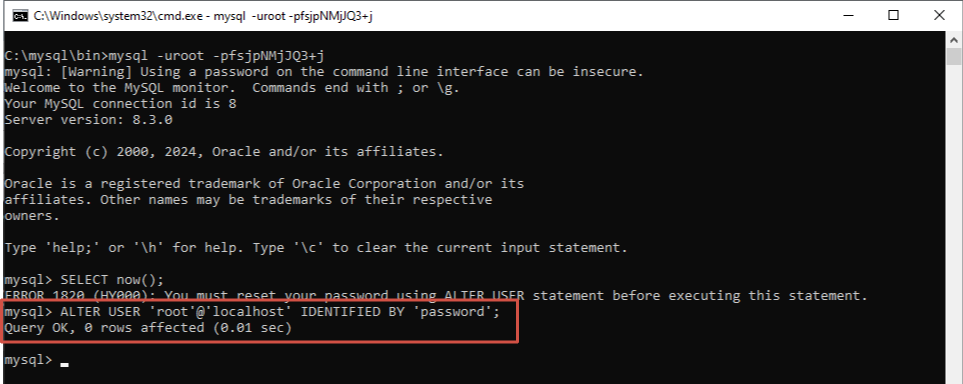 C:\Windows\system32\cmd.exe - mysql  -uroot -pfsjpNMjJQ3+j
C:\mysql\bin>mysql -uroot -pfsjpNMjJQ3+j
mysql: [Warning] Using a password on the command line interface can be insecure.
Welcome to the MySQL monitor.  Commands end with ; or \g.
Your MySQL connection id is 8
Server version: 8.3.0
Copyright (c) 2000, 2024, Oracle and/or its affiliates.
Oracle is a registered trademark of Oracle Corporation and/or its
affiliates. Other names may be trademarks of their respective
owners.
Type 'help;' or '\h' for help. Type '\c' to clear the current input statement.
mysql> SELECT now();
ERROR 1820 (HY000): You must reset your password using ALTER USER statement before executing this statement.
mysql> ALTER USER 'root'@'localhost' IDENTIFIED BY 'password';
Query OK, 0 rows affected (0.01 sec)
mysql> _